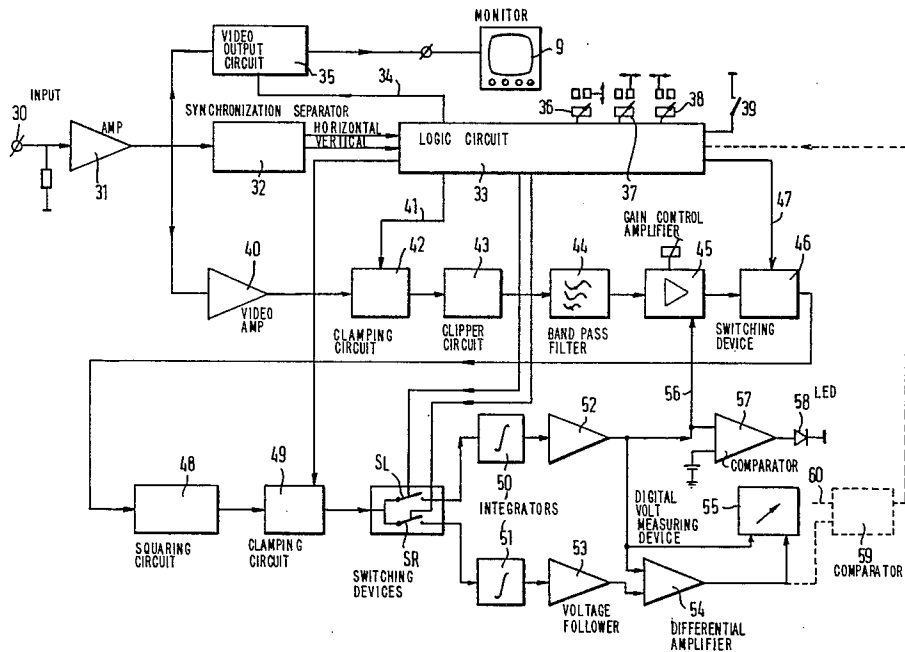 MONITOR
VIDEO
OUTPUT
CIRCUIT
35
9
34
INPUT
30
AMP
31
SYNCHRONIZATION SEPARATOR
HORIZONTAL
VERTICAL
32
LOGIC CIRCUIT
33
36
37
38
39
40
VIDEO
AMP
41
42
CLAMPING
CIRCUIT
43
CLIPPER
CIRCUIT
44
BAND PASS
FILTER
GAIN CONTROL
AMPLIFIER
45
46
47
SWITCHING
DEVICE
48
SQUARING
CIRCUIT
49
CLAMPING
CIRCUIT
SL
SR
SWITCHING
DEVICES
50
INTEGRATORS
51
52
53
VOLTAGE
FOLLOWER
54
DIFFERENTIAL
AMPLIFIER
DIGITAL
VOLT
MEASURING
DEVICE
55
56
57
COMPARATOR
58
LED
60
59
COMPARATOR